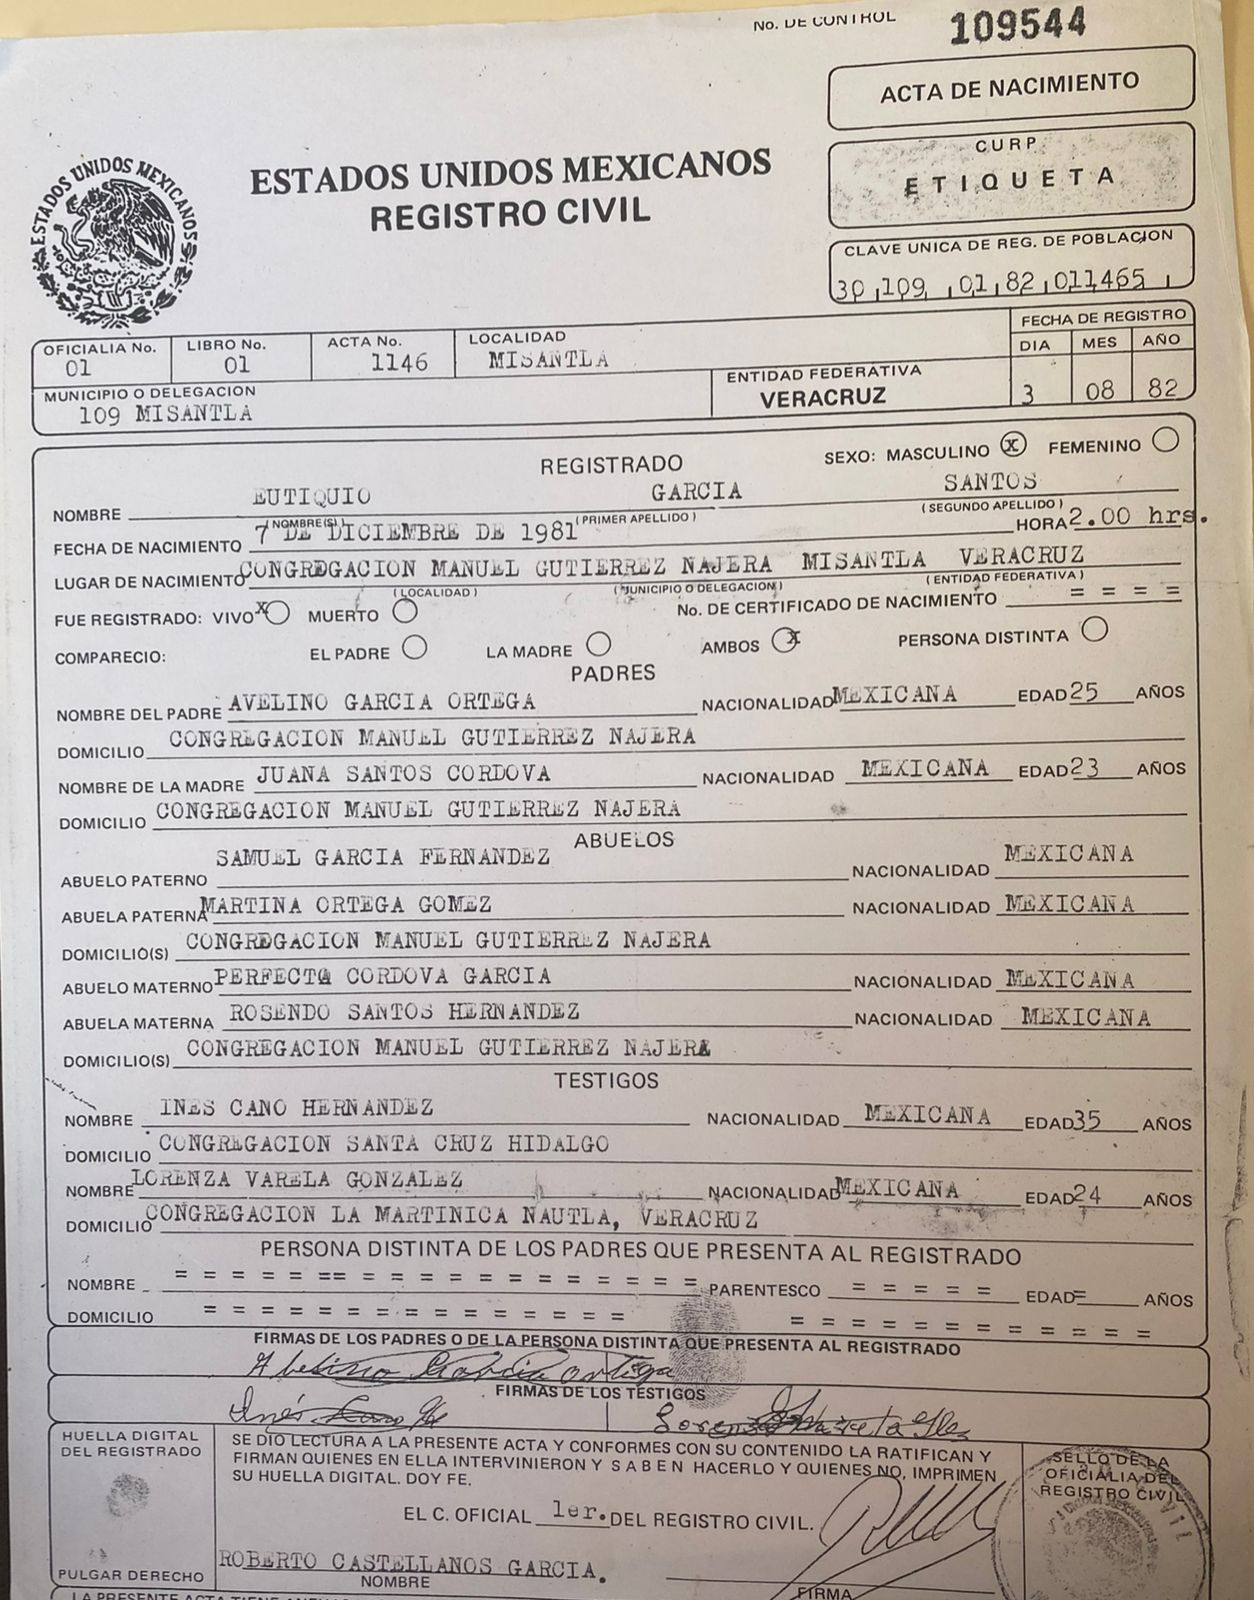 No. DE CONTROL 109544
ACTA DE NACIMIENTO
CURP
ETIQUETA
ESTADOS UNIDOS MEXICANOS
ESTADOS UNIDOS MEXICANOS
REGISTRO CIVIL
CLAVE UNICA DE REG. DE POBLACION
30 109 01 82 011465
OFICIALIA No. 01
LIBRO No. 01
ACTA No. 1146
LOCALIDAD MISANTLA
FECHA DE REGISTRO
DIA MES AÑO
3 08 82
MUNICIPIO O DELEGACION
109 MISANTLA
ENTIDAD FEDERATIVA
VERACRUZ
REGISTRADO SEXO: MASCULINO X FEMENINO
NOMBRE EUTIQUIO GARCIA SANTOS
NOMBRE(S) (PRIMER APELLIDO) (SEGUNDO APELLIDO)
FECHA DE NACIMIENTO 7 DE DICIEMBRE DE 1981 HORA 2.00 hrs.
LUGAR DE NACIMIENTO CONGREGACION MANUEL GUTIERREZ NAJERA MISANTLA VERACRUZ
(LOCALIDAD) (MUNICIPIO O DELEGACION) (ENTIDAD FEDERATIVA)
FUE REGISTRADO: VIVO X MUERTO No. DE CERTIFICADO DE NACIMIENTO = = = =
COMPARECIO: EL PADRE LA MADRE AMBOS X PERSONA DISTINTA
PADRES
NOMBRE DEL PADRE AVELINO GARCIA ORTEGA NACIONALIDAD MEXICANA EDAD 25 AÑOS
DOMICILIO CONGREGACION MANUEL GUTIERREZ NAJERA
NOMBRE DE LA MADRE JUANA SANTOS CORDOVA NACIONALIDAD MEXICANA EDAD 23 AÑOS
DOMICILIO CONGREGACION MANUEL GUTIERREZ NAJERA
ABUELOS
ABUELO PATERNO SAMUEL GARCIA FERNANDEZ NACIONALIDAD MEXICANA
ABUELA PATERNA MARTINA ORTEGA GOMEZ NACIONALIDAD MEXICANA
DOMICILIO(S) CONGREGACION MANUEL GUTIERREZ NAJERA
ABUELO MATERNO PERFECTO CORDOVA GARCIA NACIONALIDAD MEXICANA
ABUELA MATERNA ROSENDO SANTOS HERNANDEZ NACIONALIDAD MEXICANA
DOMICILIO(S) CONGREGACION MANUEL GUTIERREZ NAJERA
TESTIGOS
NOMBRE INES CANO HERNANDEZ NACIONALIDAD MEXICANA EDAD 35 AÑOS
DOMICILIO CONGREGACION SANTA CRUZ HIDALGO
NOMBRE LORENZA VARELA GONZALEZ NACIONALIDAD MEXICANA EDAD 24 AÑOS
DOMICILIO CONGREGACION LA MARTINICA NAUTLA, VERACRUZ
PERSONA DISTINTA DE LOS PADRES QUE PRESENTA AL REGISTRADO
NOMBRE = = = = = = = == = = = = = = = = = = = = = = PARENTESCO = = = = = EDAD = AÑOS
DOMICILIO = = = = = = = = = = = = = = = = = = = = = = = = =
FIRMAS DE LOS PADRES O DE LA PERSONA DISTINTA QUE PRESENTA AL REGISTRADO
Abelino Garcia Ortega
FIRMAS DE LOS TESTIGOS
Inés Cano
HUELLA DIGITAL
DEL REGISTRADO
PULGAR DERECHO
SE DIO LECTURA A LA PRESENTE ACTA Y CONFORMES CON SU CONTENIDO LA RATIFICAN Y
FIRMAN QUIENES EN ELLA INTERVINIERON Y SABEN HACERLO Y QUIENES NO, IMPRIMEN
SU HUELLA DIGITAL. DOY FE.
EL C. OFICIAL 1er. DEL REGISTRO CIVIL.
ROBERTO CASTELLANOS GARCIA.
NOMBRE FIRMA
SELLO DE LA
OFICIALIA DEL
REGISTRO CIVIL
LA PRESENTE ACTA TIENE